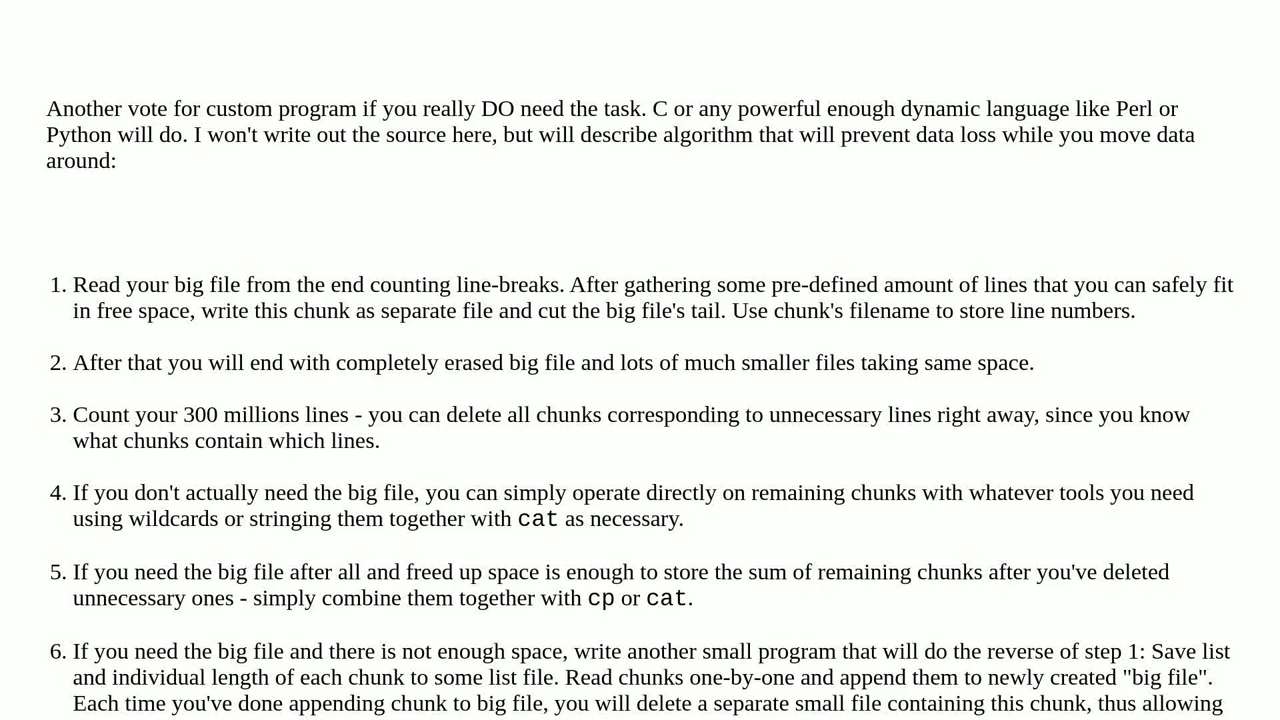 Another vote for custom program if you really DO need the task. C or any powerful enough dynamic language like Perl or
Python will do. I won't write out the source here, but will describe algorithm that will prevent data loss while you move data
around:
1. Read your big file from the end counting line-breaks. After gathering some pre-defined amount of lines that you can safely fit
in free space, write this chunk as separate file and cut the big file's tail. Use chunk's filename to store line numbers.
2. After that you will end with completely erased big file and lots of much smaller files taking same space.
3. Count your 300 millions lines - you can delete all chunks corresponding to unnecessary lines right away, since you know
what chunks contain which lines.
4. If you don't actually need the big file, you can simply operate directly on remaining chunks with whatever tools you need
using wildcards or stringing them together with cat as necessary.
5. If you need the big file after all and freed up space is enough to store the sum of remaining chunks after you've deleted
unnecessary ones - simply combine them together with cp or cat.
6. If you need the big file and there is not enough space, write another small program that will do the reverse of step 1: Save list
and individual length of each chunk to some list file. Read chunks one-by-one and append them to newly created "big file".
Each time you've done appending chunk to big file, you will delete a separate small file containing this chunk, thus allowing